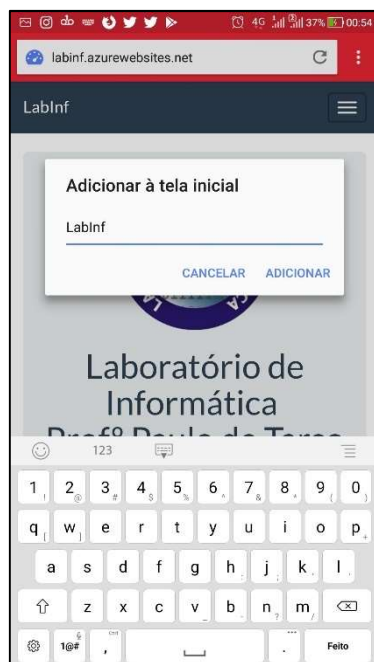 4G 37% 00:54
labinf.azurewebsites.net
LabInf
Adicionar à tela inicial
LabInf
CANCELAR ADICIONAR
Laboratório de
Informática
123
1 ! 2 @ 3 # 4 $ 5 % 6 ^ 7 & 8 * 9 ( 0 )
q [ w ] e r t y u i o p
a s d f g h j ; k l
z x c v _ b n ? m /
1@# , . Feito